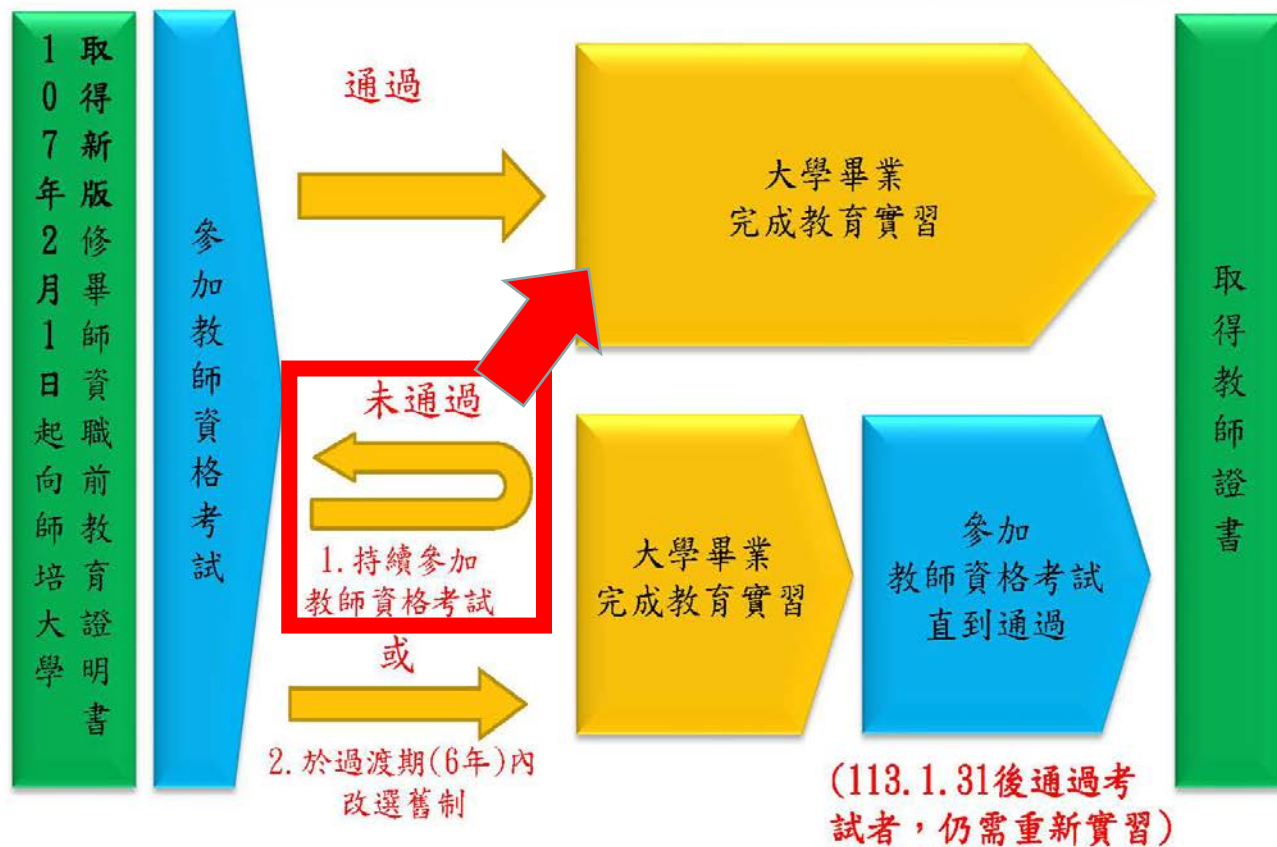 107年2月1日起向師培大學
取得新版修畢師資職前教育證明書
參加教師資格考試
通過
大學畢業
完成教育實習
未通過
1.持續參加
教師資格考試
或
2.於過渡期(6年)內
改選舊制
大學畢業
完成教育實習
參加
教師資格考試
直到通過
(113.1.31後通過考
試者，仍需重新實習)
取得教師證書